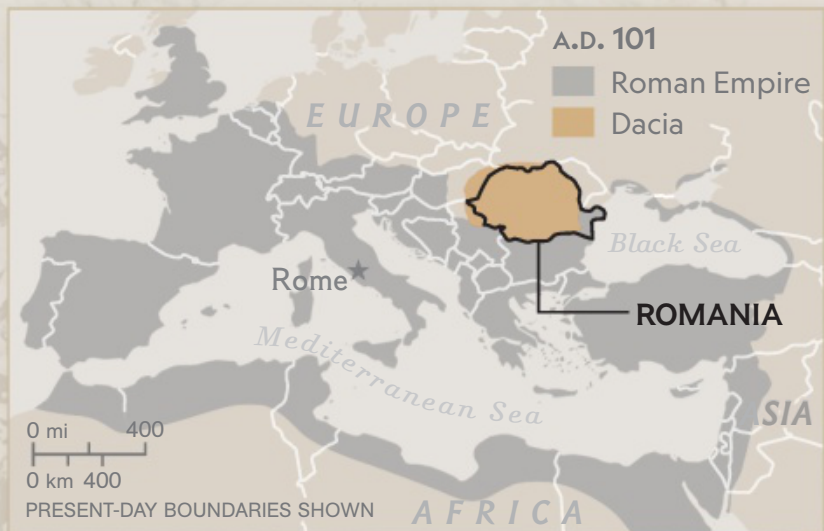 A.D. 101
Roman Empire
Dacia
EUROPE
Black Sea
Rome
ROMANIA
Mediterranean Sea
SIA
0 mi 400
0 km 400
PRESENT-DAY BOUNDARIES SHOWN
AFRICA